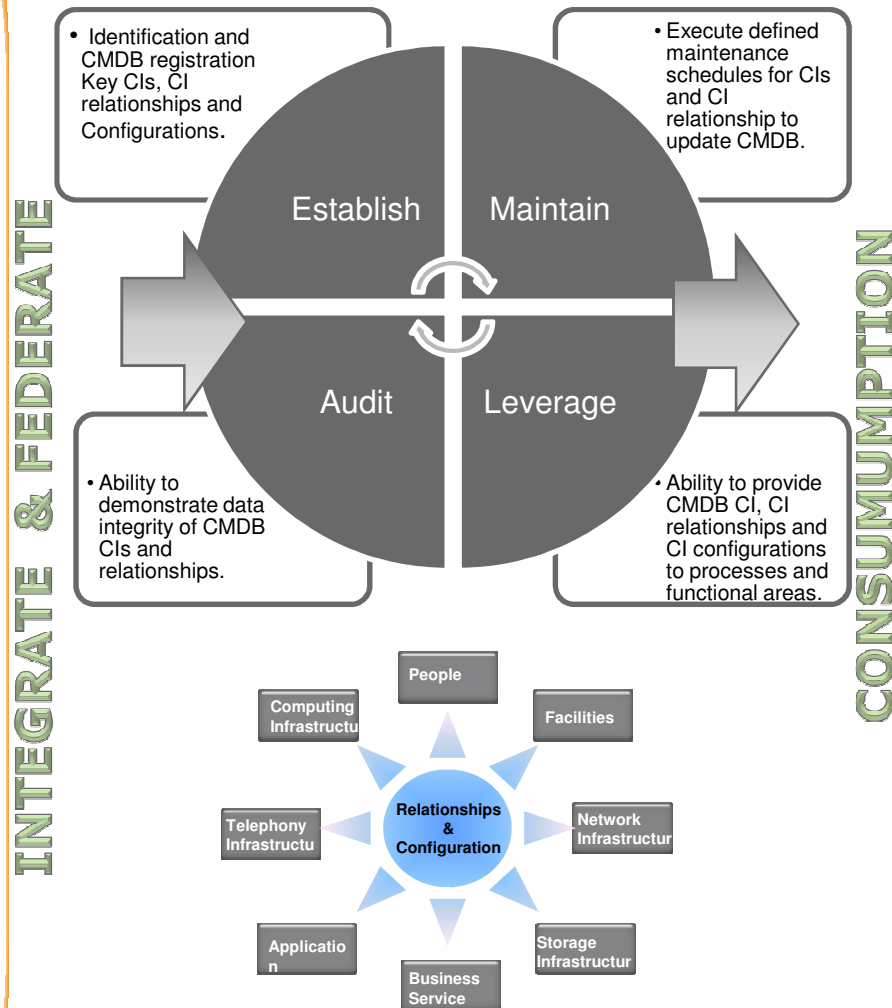 • Identification and
CMDB registration
Key CIs, CI
relationships and
Configurations.
• Execute defined
maintenance
schedules for CIs
and CI
relationship to
update CMDB.
Establish
Maintain
INTEGRATE & FEDERATE
CONSUMUMPTION
Audit
Leverage
• Ability to
demonstrate data
integrity of CMDB
CIs and
relationships.
• Ability to provide
CMDB CI, CI
relationships and
CI configurations
to processes and
functional areas.
People
Computing
Infrastructu
Facilities
Relationships
&
Configuration
Telephony
Infrastructu
Network
Infrastructur
Applicatio
n
Storage
Infrastructur
Business
Service